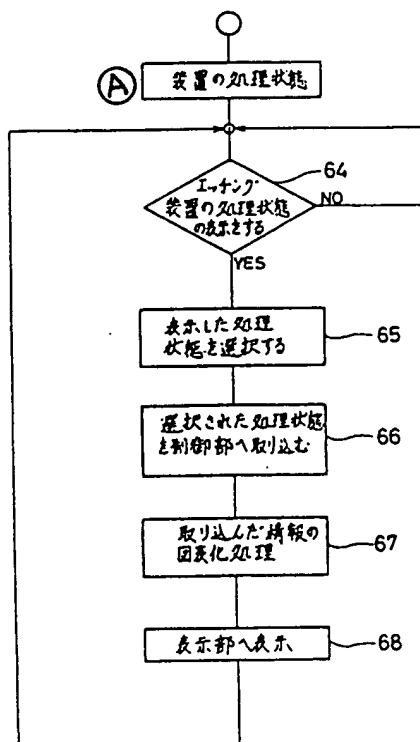 A
装置の処理状態
エッチング
装置の処理状態
の表示をする
64
NO
YES
表示した処理
状態を選択する
65
選択された処理状態
を制御部へ取り込む
66
取り込んだ情報の
図表化処理
67
表示部へ表示
68